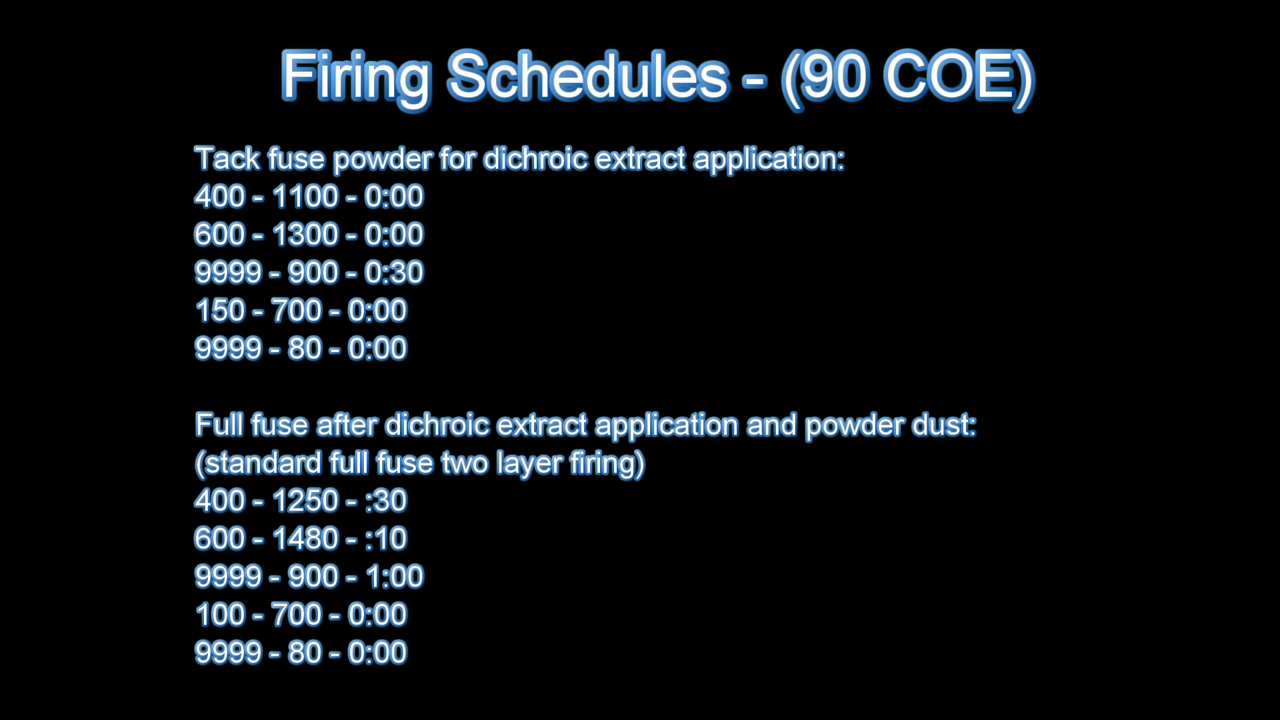 Firing Schedules - (90 COE)
Tack fuse powder for dichroic extract application:
400 - 1100 - 0:00
600 - 1300 - 0:00
9999 - 900 - 0:30
150 - 700 - 0:00
9999 - 80 - 0:00
Full fuse after dichroic extract application and powder dust:
(standard full fuse two layer firing)
400 - 1250 - :30
600 - 1480 - :10
9999 - 900 - 1:00
100 - 700 - 0:00
9999 - 80 - 0:00